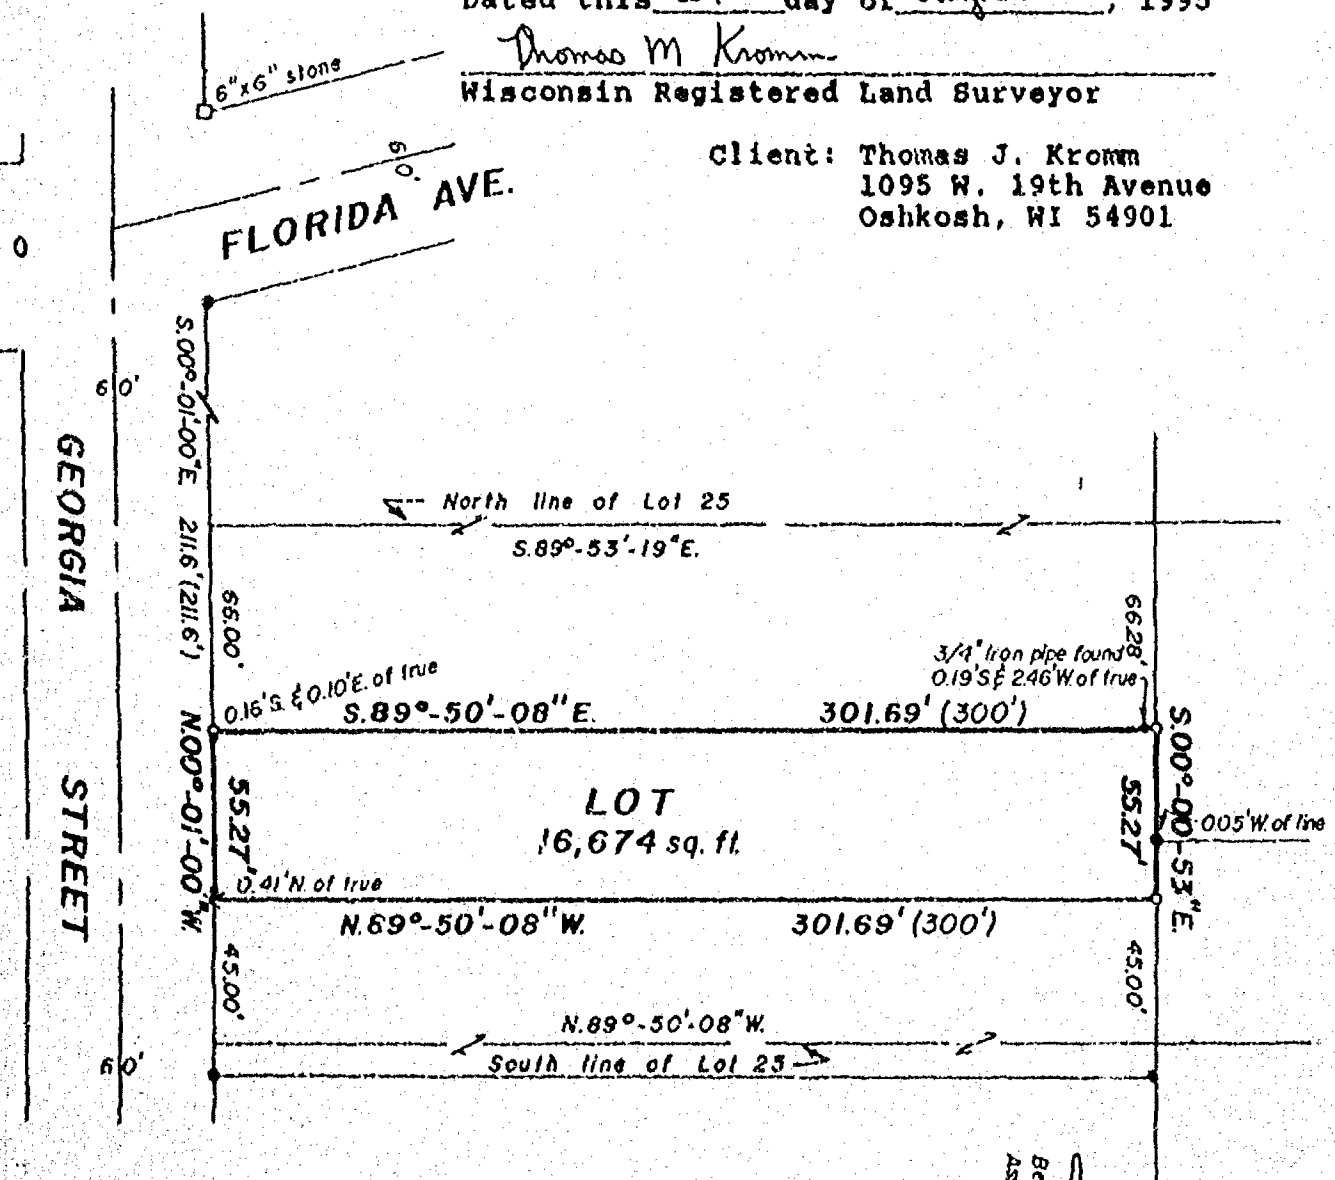 Dated this day of , 1995
Thomas M Kromm
Wisconsin Registered Land Surveyor
Client: Thomas J. Kromm
1095 W. 19th Avenue
Oshkosh, WI 54901
6"x6" stone
60'
FLORIDA AVE.
0
60'
GEORGIA STREET
S.00°-01'-00"E. 211.6' (211.6')
North line of Lot 25
S.89°-53'-19"E.
66.00'
66.28'
3/4" Iron pipe found
0.19'S.& 2.46'W. of true
0.16'S. & 0.10'E. of true
S.89°-50'-08"E. 301.69' (300')
N.00°-01'-00"W.
55.27'
LOT
16,674 sq. ft.
55.27'
S.00°-00-53"E.
0.05'W. of line
0.41'N. of true
N.69°-50'-08"W. 301.69' (300')
45.00'
45.00'
N.89°-50'-08"W.
South line of Lot 25
60'